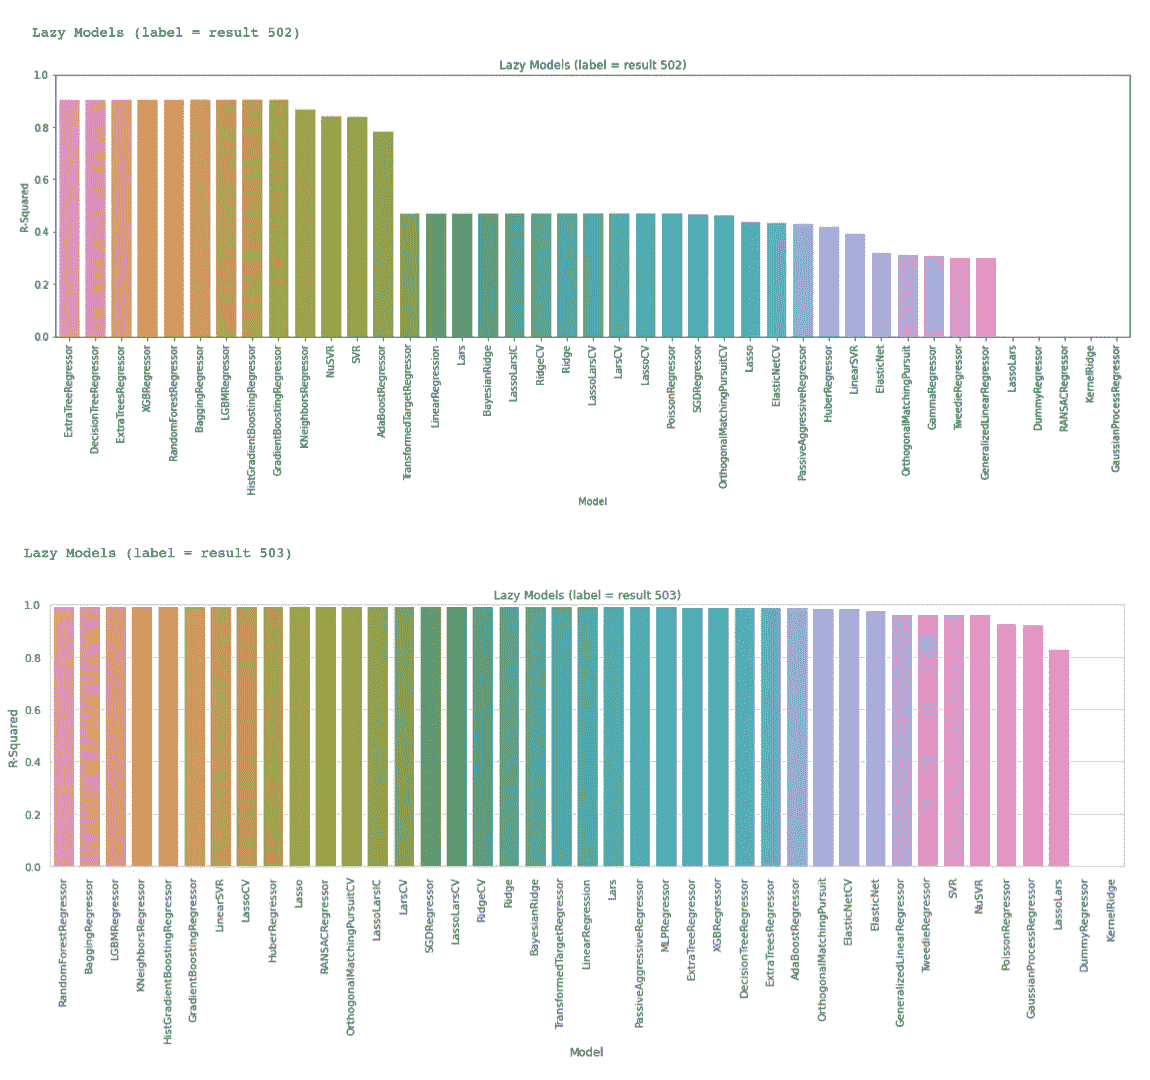 Lazy Models (label = result 502)
Lazy Models (label = result 502)
R-Squared
1.0
0.8
0.6
0.4
0.2
0.0
ExtraTreeRegressor
DecisionTreeRegressor
ExtraTreesRegressor
XGBRegressor
RandomForestRegressor
BaggingRegressor
LGBMRegressor
HistGradientBoostingRegressor
GradientBoostingRegressor
KNeighborsRegressor
NuSVR
SVR
AdaBoostRegressor
TransformedTargetRegressor
LinearRegression
Lars
BayesianRidge
LassoLarsIC
RidgeCV
Ridge
LassoLarsCV
LarsCV
LassoCV
PoissonRegressor
SGDRegressor
OrthogonalMatchingPursuitCV
Lasso
ElasticNetCV
PassiveAggressiveRegressor
HuberRegressor
LinearSVR
ElasticNet
OrthogonalMatchingPursuit
GammaRegressor
TweedieRegressor
GeneralizedLinearRegressor
LassoLars
DummyRegressor
RANSACRegressor
KernelRidge
GaussianProcessRegressor
Model
Lazy Models (label = result 503)
Lazy Models (label = result 503)
R-Squared
1.0
0.8
0.6
0.4
0.2
0.0
RandomForestRegressor
BaggingRegressor
LGBMRegressor
KNeighborsRegressor
HistGradientBoostingRegressor
GradientBoostingRegressor
LinearSVR
LassoCV
HuberRegressor
Lasso
RANSACRegressor
OrthogonalMatchingPursuitCV
LassoLarsIC
LarsCV
SGDRegressor
LassoLarsCV
RidgeCV
Ridge
BayesianRidge
TransformedTargetRegressor
LinearRegression
Lars
PassiveAggressiveRegressor
MLPRegressor
ExtraTreeRegressor
XGBRegressor
DecisionTreeRegressor
ExtraTreesRegressor
AdaBoostRegressor
OrthogonalMatchingPursuit
ElasticNetCV
ElasticNet
GeneralizedLinearRegressor
TweedieRegressor
SVR
NuSVR
PoissonRegressor
GaussianProcessRegressor
LassoLars
DummyRegressor
KernelRidge
Model